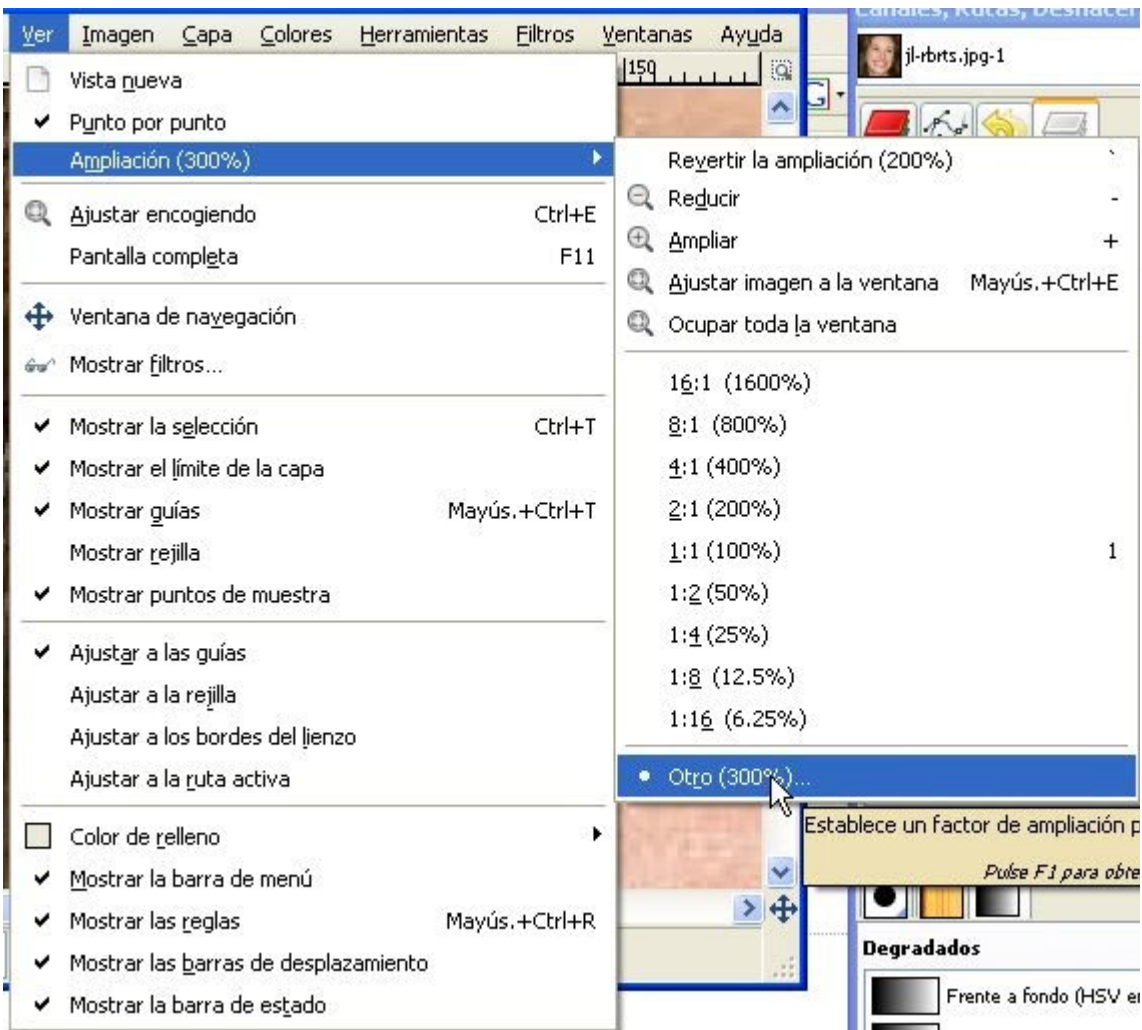 Ver Imagen Capa Colores Herramientas Filtros Ventanas Ayuda
Vista nueva
Punto por punto
Ampliación (300%)
Ajustar encogiendo Ctrl+E
Pantalla completa F11
Ventana de navegación
Mostrar filtros...
Mostrar la selección Ctrl+T
Mostrar el límite de la capa
Mostrar guías Mayús.+Ctrl+T
Mostrar rejilla
Mostrar puntos de muestra
Ajustar a las guías
Ajustar a la rejilla
Ajustar a los bordes del lienzo
Ajustar a la ruta activa
Color de relleno
Mostrar la barra de menú
Mostrar las reglas Mayús.+Ctrl+R
Mostrar las barras de desplazamiento
Mostrar la barra de estado
150
Revertir la ampliación (200%) `
Reducir -
Ampliar +
Ajustar imagen a la ventana Mayús.+Ctrl+E
Ocupar toda la ventana
16:1 (1600%)
8:1 (800%)
4:1 (400%)
2:1 (200%)
1:1 (100%) 1
1:2 (50%)
1:4 (25%)
1:8 (12.5%)
1:16 (6.25%)
Otro (300%)...
Establece un factor de ampliación p
Pulse F1 para obte
Canales, Rutas, Deshacer
jl-rbrts.jpg-1
G
Degradados
Frente a fondo (HSV en